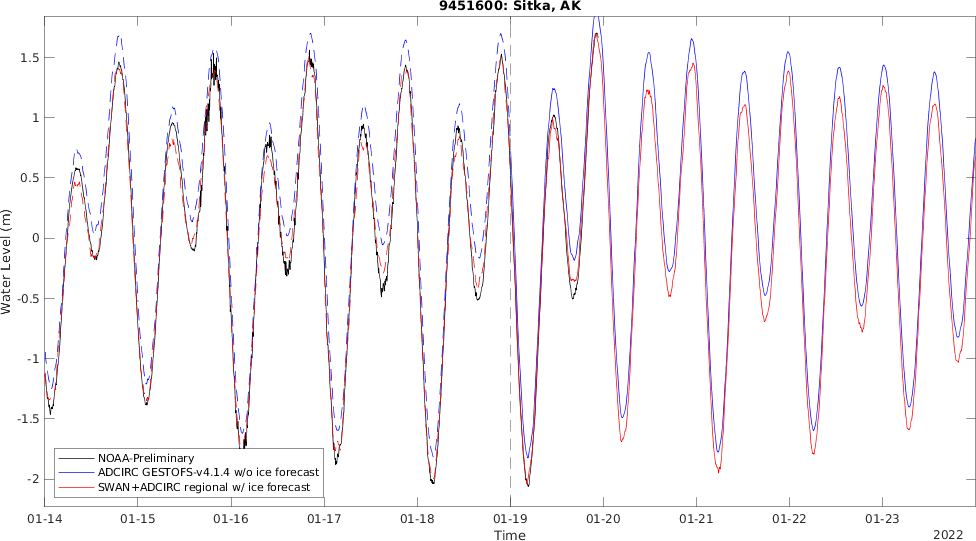 9451600: Sitka, AK
Water Level (m)
1.5
1
0.5
0
-0.5
-1
-1.5
-2
NOAA-Preliminary
ADCIRC GESTOFS-v4.1.4 w/o ice forecast
SWAN+ADCIRC regional w/ ice forecast
01-14 01-15 01-16 01-17 01-18 01-19 01-20 01-21 01-22 01-23
Time
2022